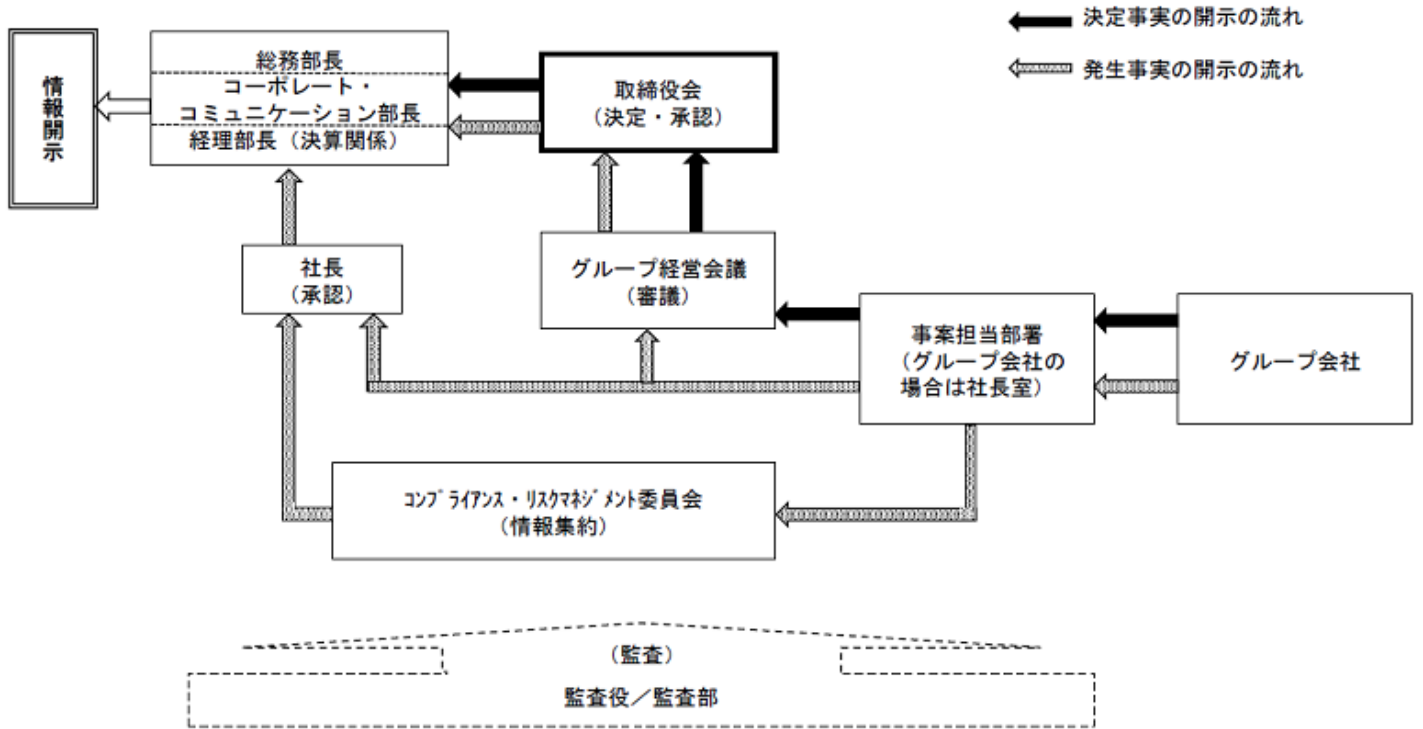 決定事実の開示の流れ
発生事実の開示の流れ
情報開示
総務部長
コーポレート・
コミュニケーション部長
経理部長（決算関係）
取締役会
（決定・承認）
社長
（承認）
グループ経営会議
（審議）
事案担当部署
（グループ会社の
場合は社長室）
グループ会社
ｺﾝﾌﾟﾗｲｱﾝｽ・ﾘｽｸﾏﾈｼﾞﾒﾝﾄ委員会
（情報集約）
（監査）
監査役／監査部